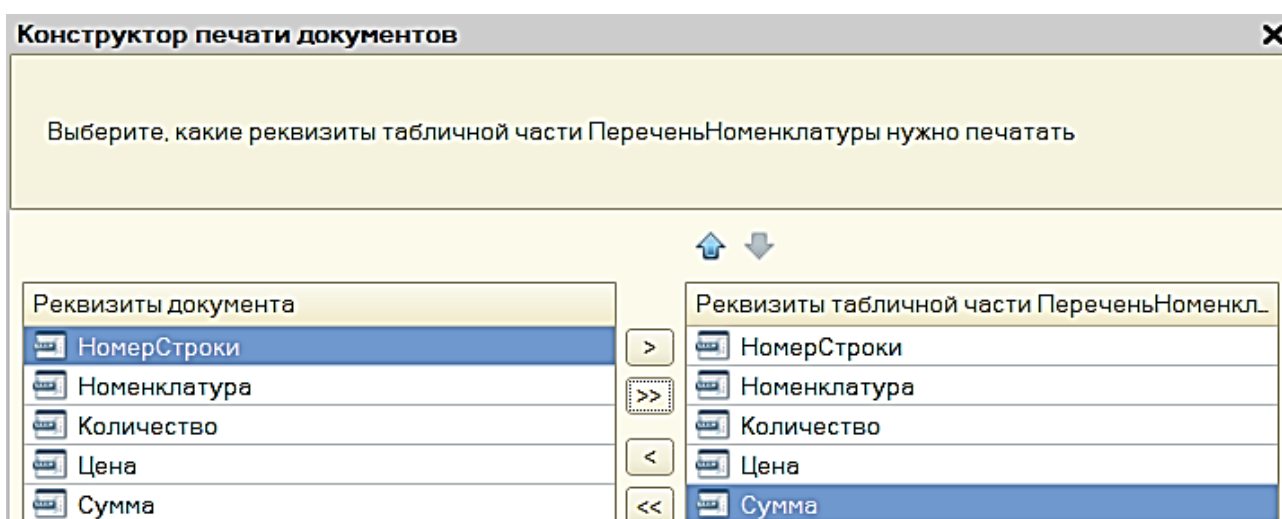 Конструктор печати документов
Выберите, какие реквизиты табличной части ПереченьНоменклатуры нужно печатать
Реквизиты документа
НомерСтроки
Номенклатура
Количество
Цена
Сумма
>
>>
<
<<
Реквизиты табличной части ПереченьНоменкл...
НомерСтроки
Номенклатура
Количество
Цена
Сумма